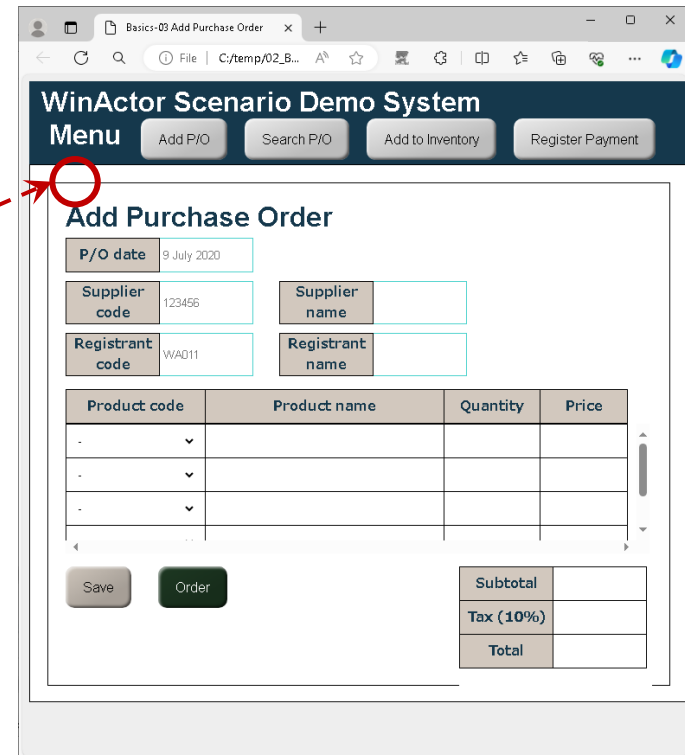 Basics-03 Add Purchase Order
File | C:/temp/02_B...
WinActor Scenario Demo System
Menu Add P/O Search P/O Add to Inventory Register Payment
Add Purchase Order
P/O date 9 July 2020
Supplier code 123456 Supplier name
Registrant code WA011 Registrant name
Product code Product name Quantity Price
-
-
-
Save Order
Subtotal
Tax (10%)
Total